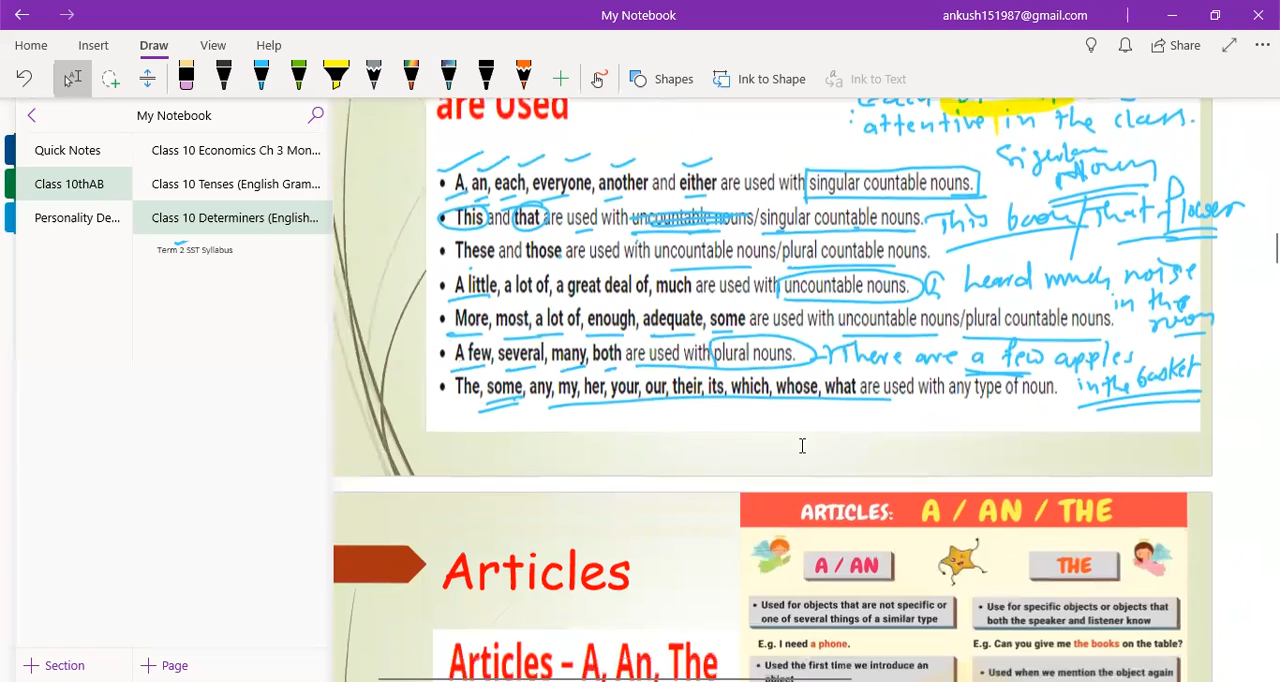 My Notebook
ankush151987@gmail.com
Home
Insert
Draw
View
Help
Share
Shapes
Ink to Shape
Ink to Text
My Notebook
Quick Notes
Class 10thAB
Personality De...
Class 10 Economics Ch 3 Mon...
Class 10 Tenses (English Gram...
Class 10 Determiners (English...
Term 2 SST Syllabus
Section
Page
are Used
attentive in the class.
• A, an, each, everyone, another and either are used with singular countable nouns.
Singular Nouns
• This and that are used with uncountable nouns/singular countable nouns.
This book/That flower
• These and those are used with uncountable nouns/plural countable nouns.
• A little, a lot of, a great deal of, much are used with uncountable nouns.
heard much noise in the room
• More, most, a lot of, enough, adequate, some are used with uncountable nouns/plural countable nouns.
• A few, several, many, both are used with plural nouns.
There are a few apples in the basket
• The, some, any, my, her, your, our, their, its, which, whose, what are used with any type of noun.
Articles
Articles – A, An, The
ARTICLES: A / AN / THE
A / AN
THE
• Used for objects that are not specific or
one of several things of a similar type
E.g. I need a phone.
• Used the first time we introduce an
object
• Use for specific objects or objects that
both the speaker and listener know
E.g. Can you give me the books on the table?
• Used when we mention the object again